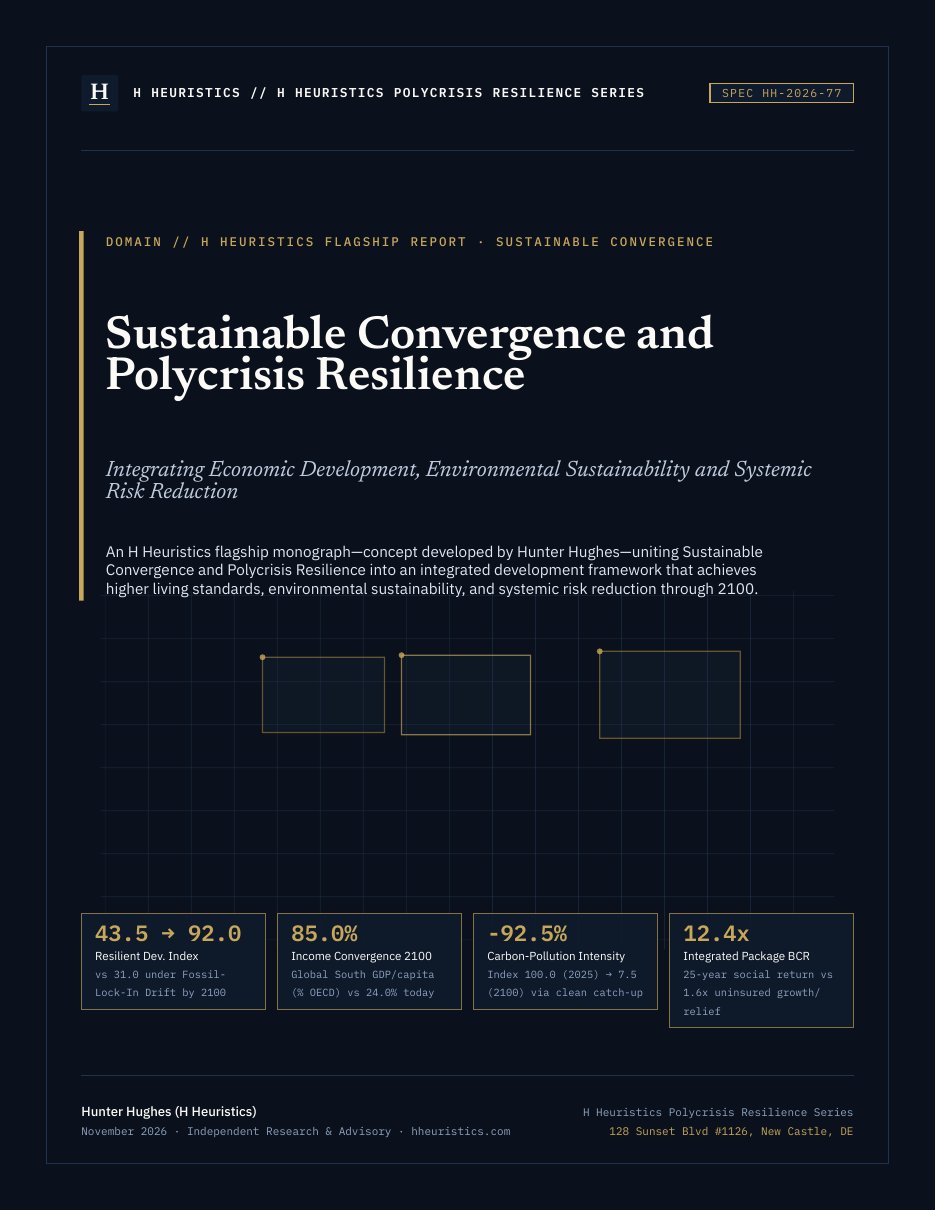 H
H HEURISTICS // H HEURISTICS POLYCRISIS RESILIENCE SERIES
SPEC HH-2026-77
DOMAIN // H HEURISTICS FLAGSHIP REPORT · SUSTAINABLE CONVERGENCE
Sustainable Convergence and
Polycrisis Resilience
Integrating Economic Development, Environmental Sustainability and Systemic
Risk Reduction
An H Heuristics flagship monograph—concept developed by Hunter Hughes—uniting Sustainable
Convergence and Polycrisis Resilience into an integrated development framework that achieves
higher living standards, environmental sustainability, and systemic risk reduction through 2100.
43.5 → 92.0
Resilient Dev. Index
vs 31.0 under Fossil-
Lock-In Drift by 2100
85.0%
Income Convergence 2100
Global South GDP/capita
(% OECD) vs 24.0% today
-92.5%
Carbon-Pollution Intensity
Index 100.0 (2025) → 7.5
(2100) via clean catch-up
12.4x
Integrated Package BCR
25-year social return vs
1.6x uninsured growth/
relief
Hunter Hughes (H Heuristics)
November 2026 · Independent Research & Advisory · hheuristics.com
H Heuristics Polycrisis Resilience Series
128 Sunset Blvd #1126, New Castle, DE